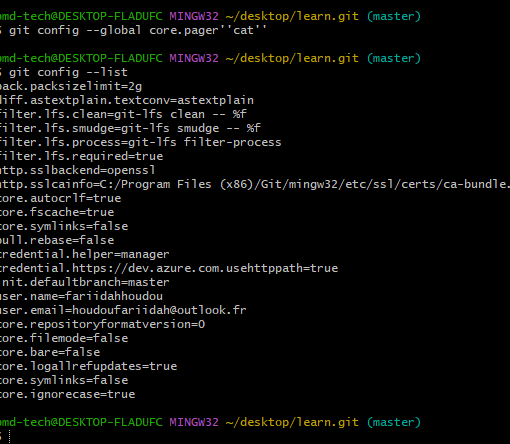 amd-tech@DESKTOP-FLADUFC MINGW32 ~/desktop/learn.git (master)
$ git config --global core.pager''cat''
amd-tech@DESKTOP-FLADUFC MINGW32 ~/desktop/learn.git (master)
$ git config --list
pack.packsizelimit=2g
diff.astextplain.textconv=astextplain
filter.lfs.clean=git-lfs clean -- %f
filter.lfs.smudge=git-lfs smudge -- %f
filter.lfs.process=git-lfs filter-process
filter.lfs.required=true
http.sslbackend=openssl
http.sslcainfo=C:/Program Files (x86)/Git/mingw32/etc/ssl/certs/ca-bundle.
core.autocrlf=true
core.fscache=true
core.symlinks=false
pull.rebase=false
credential.helper=manager
credential.https://dev.azure.com.usehttppath=true
init.defaultbranch=master
user.name=fariidahhoudou
user.email=houdoufariidah@outlook.fr
core.repositoryformatversion=0
core.filemode=false
core.bare=false
core.logallrefupdates=true
core.symlinks=false
core.ignorecase=true
amd-tech@DESKTOP-FLADUFC MINGW32 ~/desktop/learn.git (master)
$